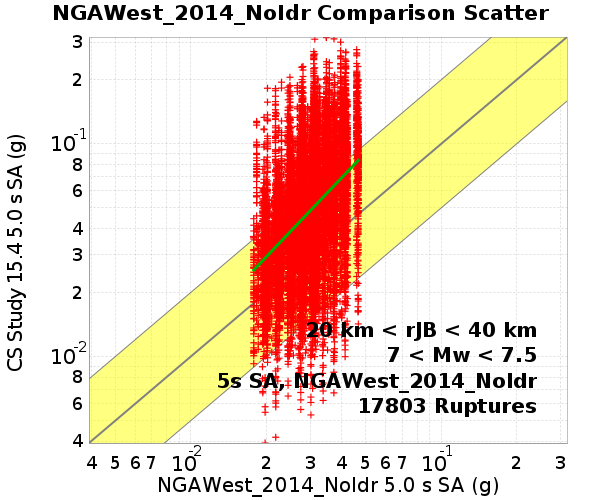 NGAWest_2014_NoIdr Comparison Scatter
CS Study 15.4 5.0 s SA (g)
3
2
10-1
8
6
4
3
2
10-2
8
6
4
20 km < rJB < 40 km
7 < Mw < 7.5
5s SA, NGAWest_2014_NoIdr
17803 Ruptures
4 5 6 7 10-2 2 3 4 5 6 7 10-1 2 3
NGAWest_2014_NoIdr 5.0 s SA (g)